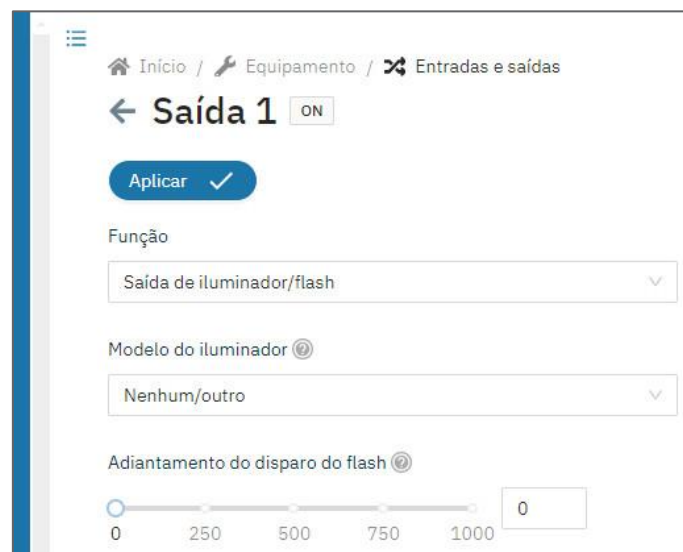 Início / Equipamento / Entradas e saídas
Saída 1 ON
Aplicar
Função
Saída de iluminador/flash
Modelo do iluminador
Nenhum/outro
Adiantamento do disparo do flash
0
0 250 500 750 1000